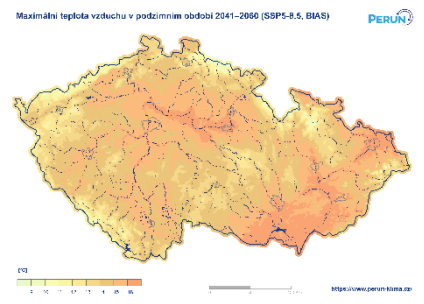 Maximální teplota vzduchu v podzimním období 2041–2060 (SSP5-8.5, BIAS)
PERUN
[°C]
https://www.perun-klima.cz/